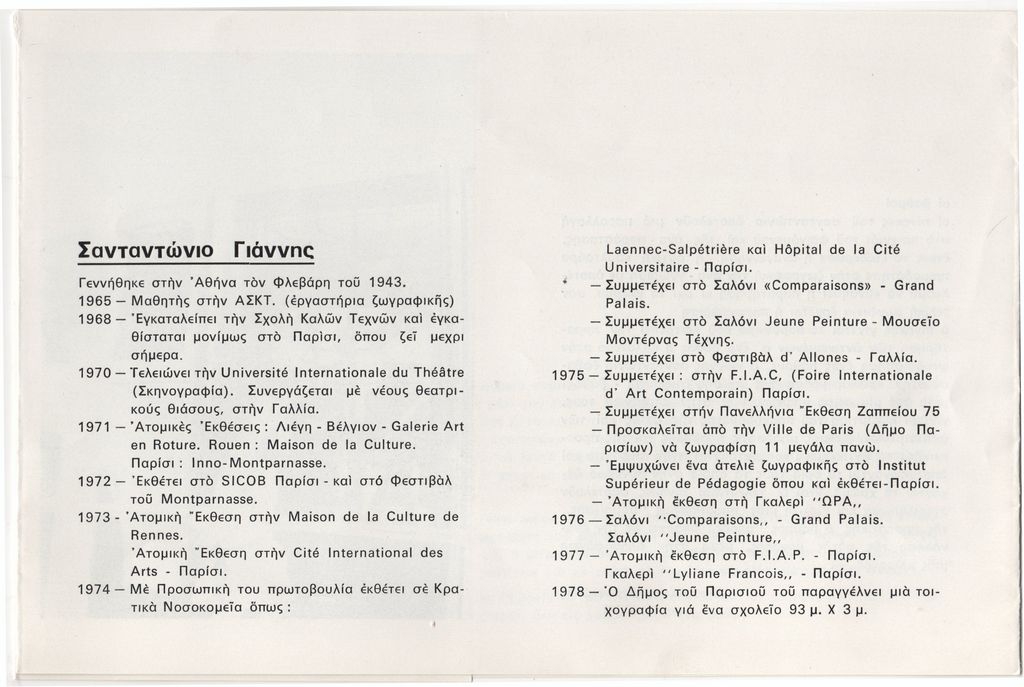 Σανταντώνιο Γιάννης
Γεννήθηκε στὴν Ἀθήνα τὸν Φλεβάρη τοῦ 1943.
1965 — Μαθητὴς στὴν ΑΣΚΤ. (ἐργαστήρια ζωγραφικῆς)
1968 — Ἐγκαταλείπει τὴν Σχολὴ Καλῶν Τεχνῶν καὶ ἐγκα-
θίσταται μονίμως στὸ Παρίσι, ὅπου ζεῖ μεχρι
σήμερα.
1970 — Τελειώνει τὴν Université Internationale du Théâtre
(Σκηνογραφία). Συνεργάζεται μὲ νέους θεατρι-
κούς θιάσους, στὴν Γαλλία.
1971 — Ἀτομικὲς Ἐκθέσεις : Λιέγη - Βέλγιον - Galerie Art
en Roture. Rouen : Maison de la Culture.
Παρίσι : Inno-Montparnasse.
1972 — Ἐκθέτει στὸ SICOB Παρίσι - καὶ στό Φεστιβὰλ
τοῦ Montparnasse.
1973 - Ἀτομικὴ Ἔκθεση στὴν Maison de la Culture de
Rennes.
Ἀτομικὴ Ἔκθεση στὴν Cité International des
Arts - Παρίσι.
1974 — Μὲ Προσωπικὴ του πρωτοβουλία ἐκθέτει σὲ Κρα-
τικὰ Νοσοκομεῖα ὅπως :
Laennec-Salpétrière καὶ Hôpital de la Cité
Universitaire - Παρίσι.
— Συμμετέχει στὸ Σαλόνι «Comparaisons» - Grand
Palais.
— Συμμετέχει στὸ Σαλόνι Jeune Peinture - Μουσεῖο
Μοντέρνας Τέχνης.
— Συμμετέχει στὸ Φεστιβὰλ d' Allones - Γαλλία.
1975 — Συμμετέχει : στὴν F.I.A.C, (Foire Internationale
d' Art Contemporain) Παρίσι.
— Συμμετέχει στήν Πανελλήνια Ἔκθεση Ζαππείου 75
— Προσκαλεῖται ἀπὸ τὴν Ville de Paris (Δῆμο Πα-
ρισίων) νὰ ζωγραφίση 11 μεγάλα πανώ.
— Ἐμψυχώνει ἕνα ἀτελιὲ ζωγραφικῆς στὸ Institut
Supérieur de Pédagogie ὅπου καὶ ἐκθέτει-Παρίσι.
— Ἀτομικὴ ἔκθεση στὴ Γκαλερὶ "ΩΡΑ,,
1976 — Σαλόνι "Comparaisons,, - Grand Palais.
Σαλόνι "Jeune Peinture,,
1977 — Ἀτομικὴ ἔκθεση στὸ F.I.A.P. - Παρίσι.
Γκαλερὶ "Lyliane Francois,, - Παρίσι.
1978 — Ὁ Δῆμος τοῦ Παρισιοῦ τοῦ παραγγέλνει μιὰ τοι-
χογραφία γιά ἕνα σχολεῖο 93 μ. Χ 3 μ.